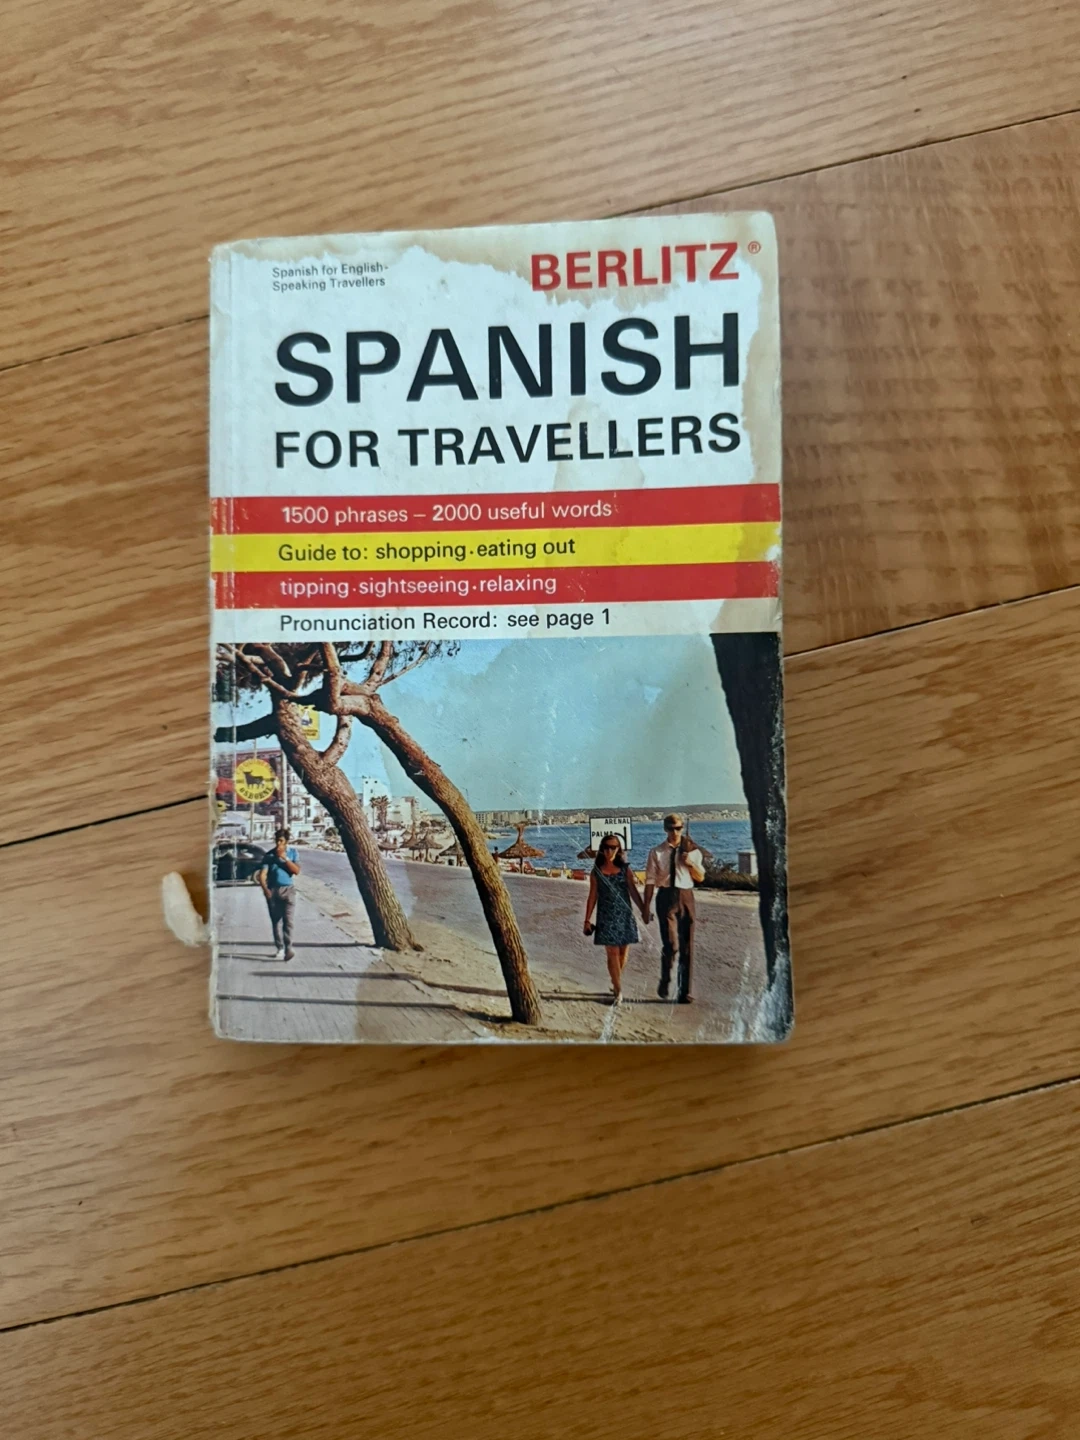 Spanish for English-
Speaking Travellers
BERLITZ®
SPANISH
FOR TRAVELLERS
1500 phrases – 2000 useful words
Guide to: shopping·eating out
tipping·sightseeing·relaxing
Pronunciation Record: see page 1
ARENAL
PALMA